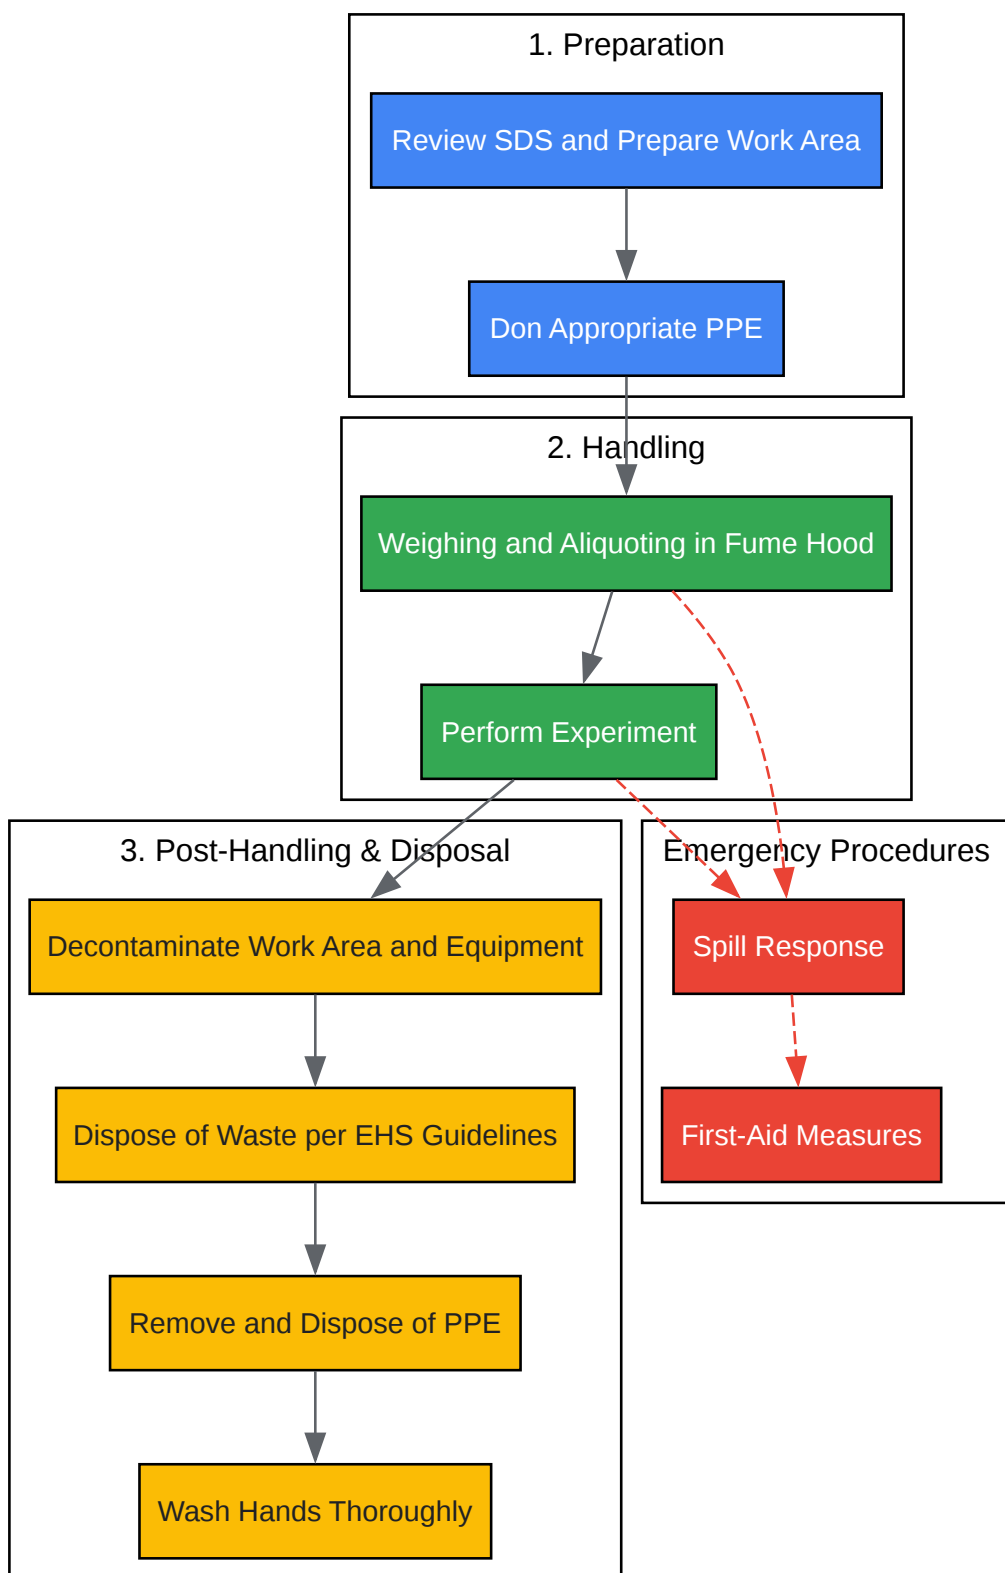 1. Preparation
Review SDS and Prepare Work Area
Don Appropriate PPE
2. Handling
Weighing and Aliquoting in Fume Hood
Perform Experiment
3. Post-Handling & Disposal
Decontaminate Work Area and Equipment
Dispose of Waste per EHS Guidelines
Remove and Dispose of PPE
Wash Hands Thoroughly
Emergency Procedures
Spill Response
First-Aid Measures